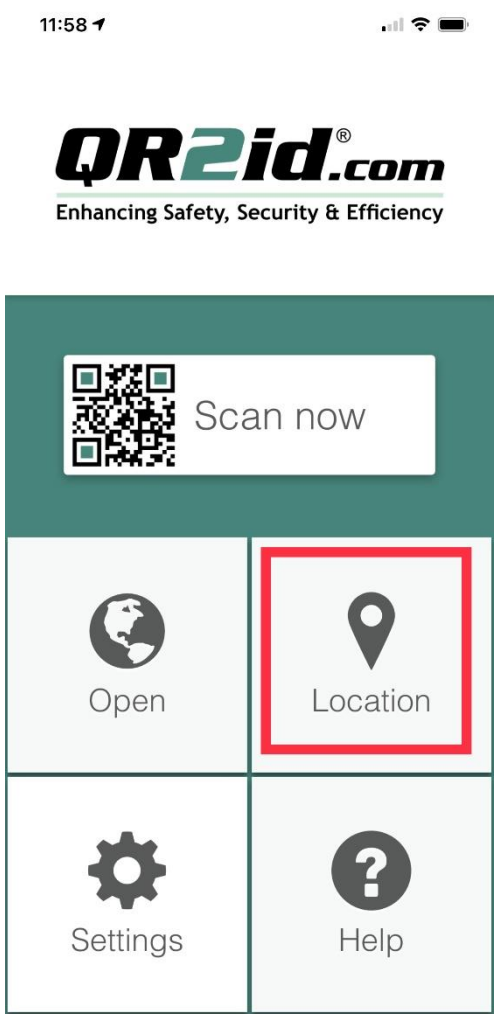 11:58
QR2id®.com
Enhancing Safety, Security & Efficiency
Scan now
Open
Location
Settings
Help